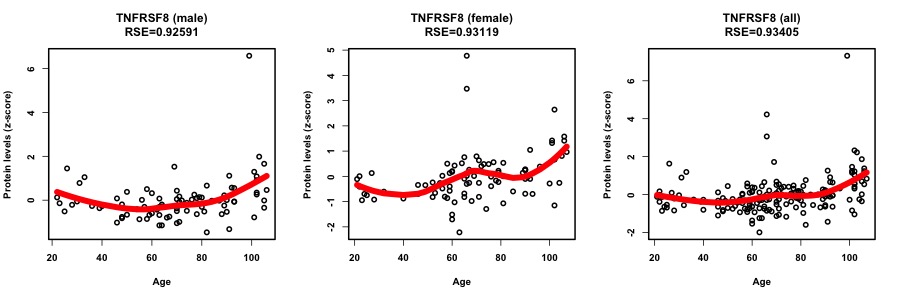 TNFRSF8 (male)
RSE=0.92591
Protein levels (z-score)
6
4
2
0
20
40
60
80
100
Age
TNFRSF8 (female)
RSE=0.93119
Protein levels (z-score)
5
4
3
2
1
0
-1
-2
20
40
60
80
100
Age
TNFRSF8 (all)
RSE=0.93405
Protein levels (z-score)
6
4
2
0
-2
20
40
60
80
100
Age